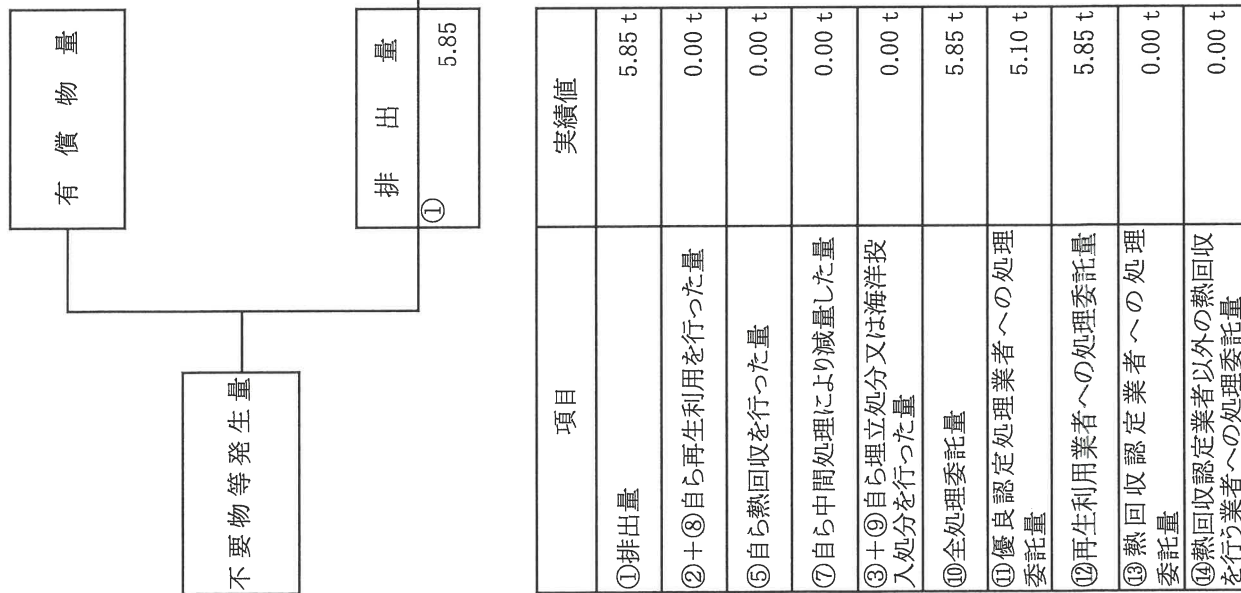 有償物量
不要物等発生量
排出量
①
5.85
項目
実績値
①排出量
5.85 t
②+⑧自ら再生利用を行った量
0.00 t
⑤自ら熱回収を行った量
0.00 t
⑦自ら中間処理により減量した量
0.00 t
③+⑨自ら埋立処分又は海洋投
入処分を行った量
0.00 t
⑩全処理委託量
5.85 t
⑪優良認定処理業者への処理
委託量
5.10 t
⑫再生利用業者への処理委託量
5.85 t
⑬熱回収認定業者への処理
委託量
0.00 t
⑭熱回収認定業者以外の熱回収
を行う業者への処理委託量
0.00 t